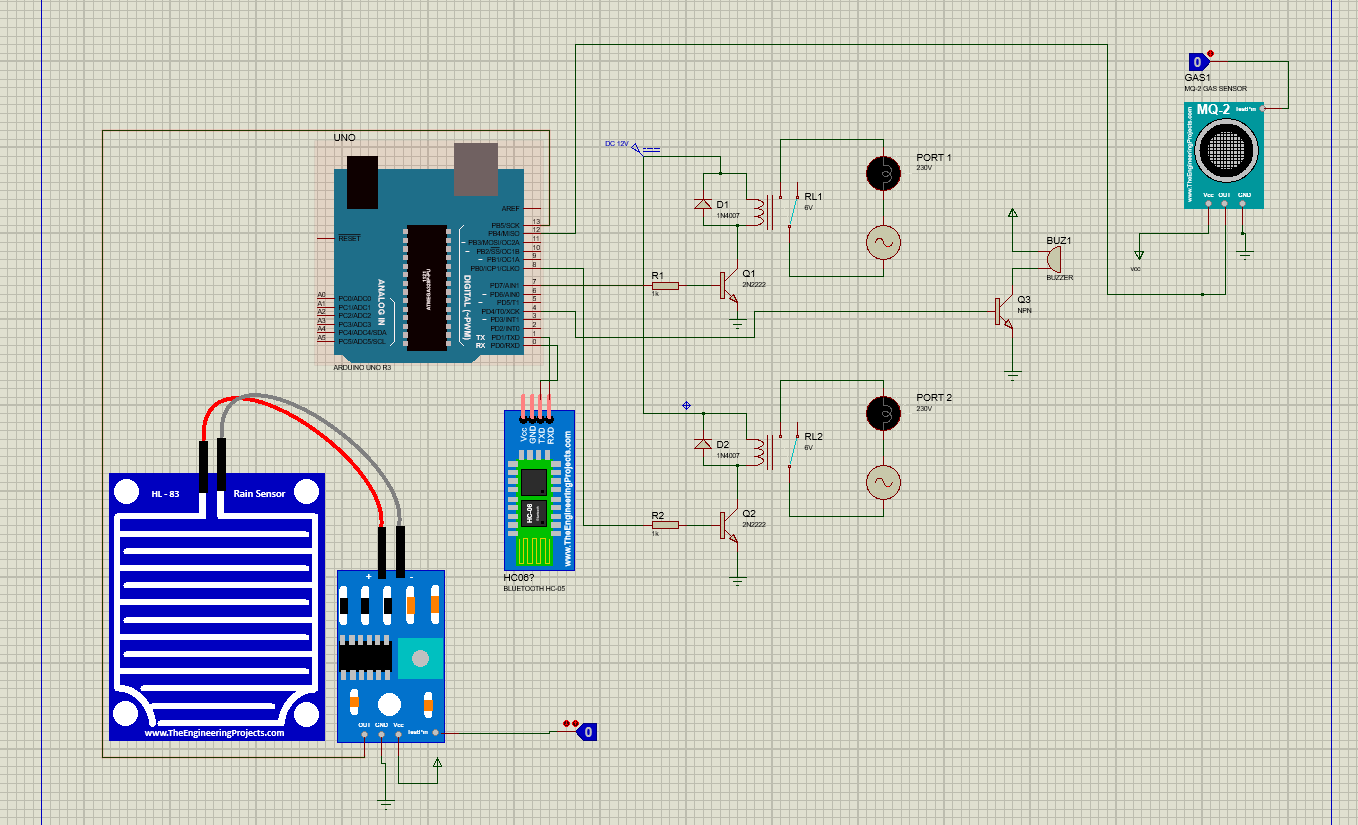 UNO
RESET
AREF
PB5/SCK
13
PB4/MISO
12
PB3/MOSI/OC2A
11
PB2/SS/OC1B
10
PB1/OC1A
9
PB0/ICP1/CLKO
8
PD7/AIN1
7
PD6/AIN0
6
PD5/T1
5
PD4/T0/XCK
4
PD3/INT1
3
PD2/INT0
2
PD1/TXD
1
PD0/RXD
0
TX
RX
A0
PC0/ADC0
A1
PC1/ADC1
A2
PC2/ADC2
A3
PC3/ADC3
A4
PC4/ADC4/SDA
A5
PC5/ADC5/SCL
ANALOG IN
DIGITAL (~PWM)
ARDUINO UNO R3
DC 12V
D1
1N4007
RL1
6V
PORT 1
230V
R1
1k
Q1
2N2222
D2
1N4007
RL2
6V
PORT 2
230V
R2
1k
Q2
2N2222
BUZ1
BUZZER
Q3
NPN
0
GAS1
MQ-2 GAS SENSOR
MQ-2
TestPin
www.TheEngineeringProjects.com
Vcc OUT GND
VCC
Vcc
GND
TXD
RXD
HC-06
www.TheEngineeringProjects.com
HC06?
BLUETOOTH HC-05
HL - 83
Rain Sensor
www.TheEngineeringProjects.com
+ -
OUT GND Vcc
TestPin
0